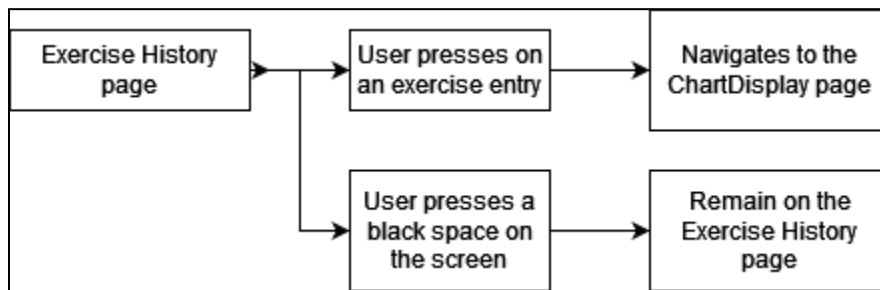 Exercise History
page
User presses on
an exercise entry
Navigates to the
ChartDisplay page
User presses a
black space on
the screen
Remain on the
Exercise History
page